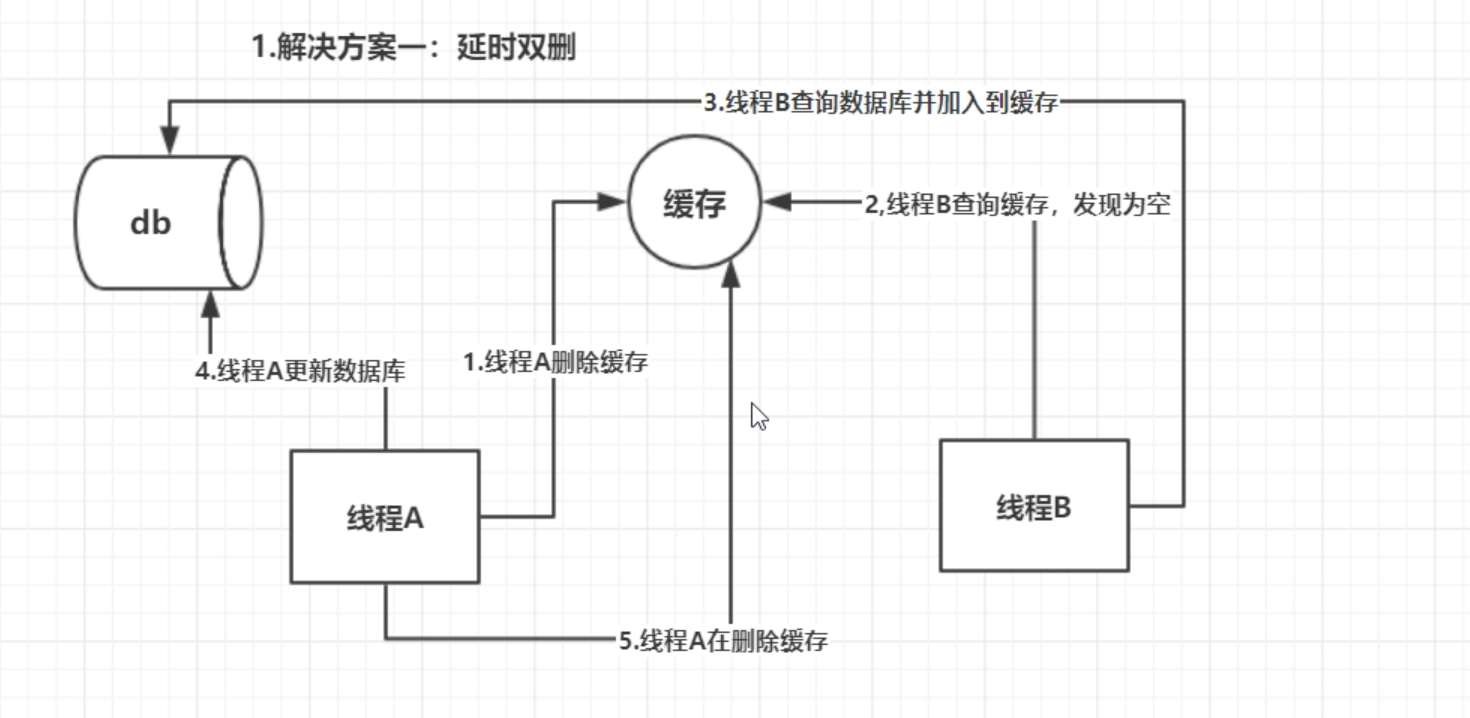 1.解决方案一：延时双删
3.线程B查询数据库并加入到缓存
db
缓存
2,线程B查询缓存，发现为空
4.线程A更新数据库
1.线程A删除缓存
线程A
线程B
5.线程A在删除缓存